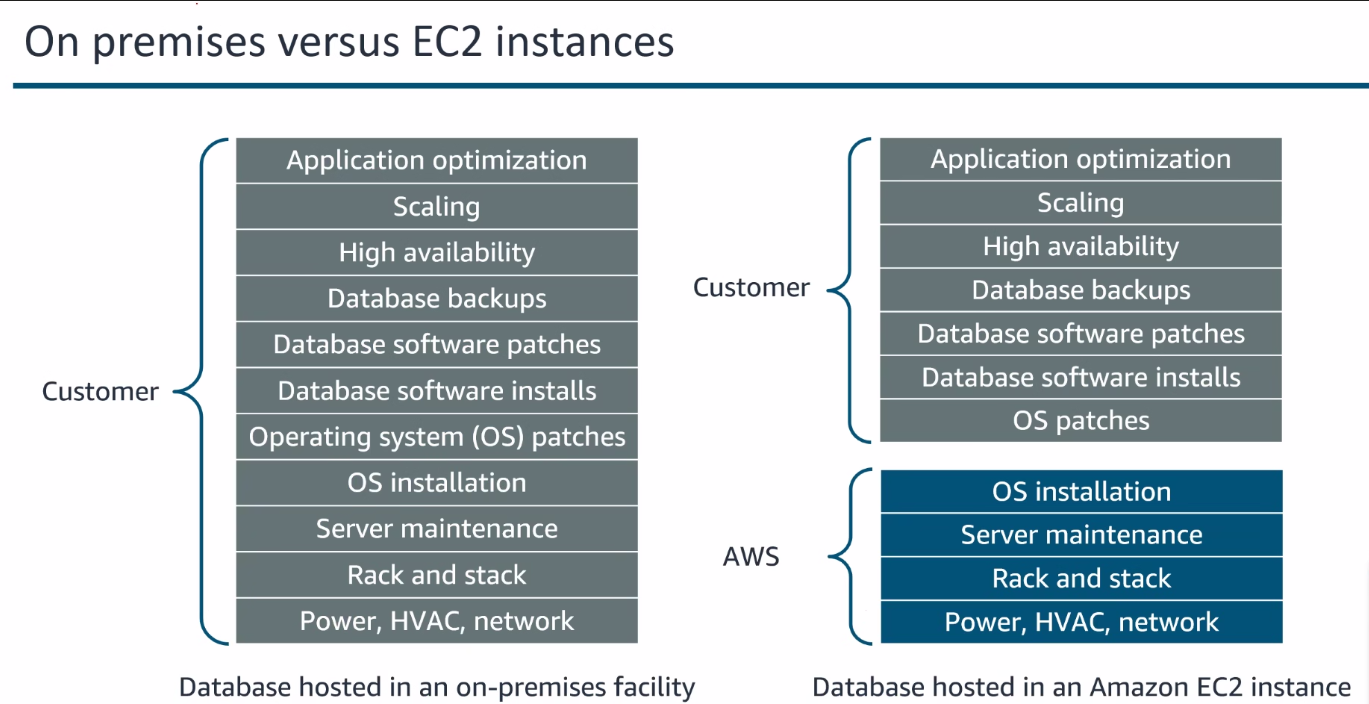 On premises versus EC2 instances
Customer
Application optimization
Scaling
High availability
Database backups
Database software patches
Database software installs
Operating system (OS) patches
OS installation
Server maintenance
Rack and stack
Power, HVAC, network
Database hosted in an on-premises facility
Customer
Application optimization
Scaling
High availability
Database backups
Database software patches
Database software installs
OS patches
AWS
OS installation
Server maintenance
Rack and stack
Power, HVAC, network
Database hosted in an Amazon EC2 instance